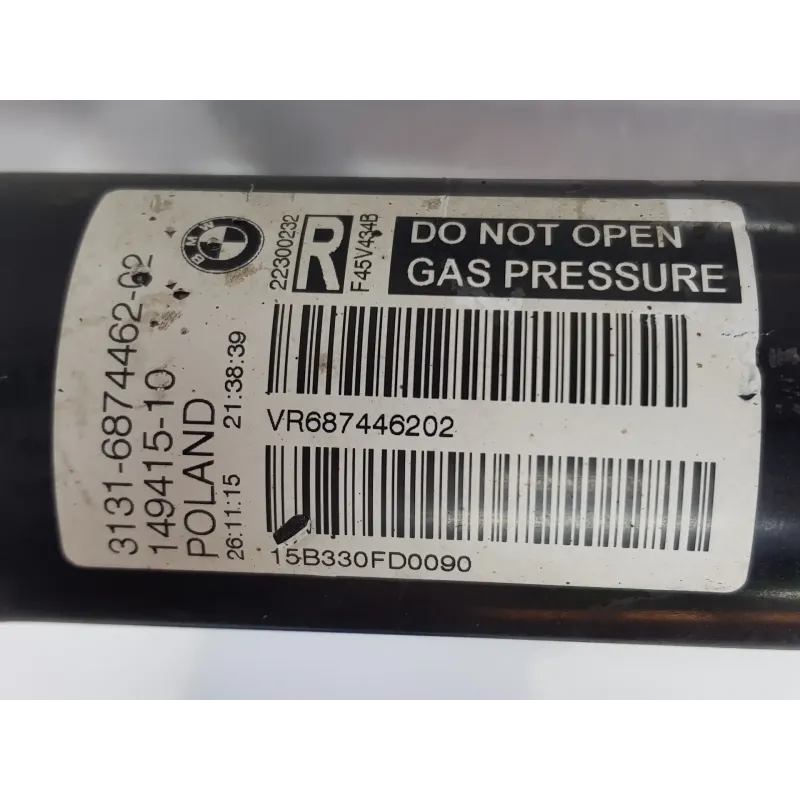 BMW
22300232
R
F45V434B
DO NOT OPEN
GAS PRESSURE
3131-6874462-02
149415-10
POLAND
26:11:15 21:38:39
VR687446202
15B330FD0090